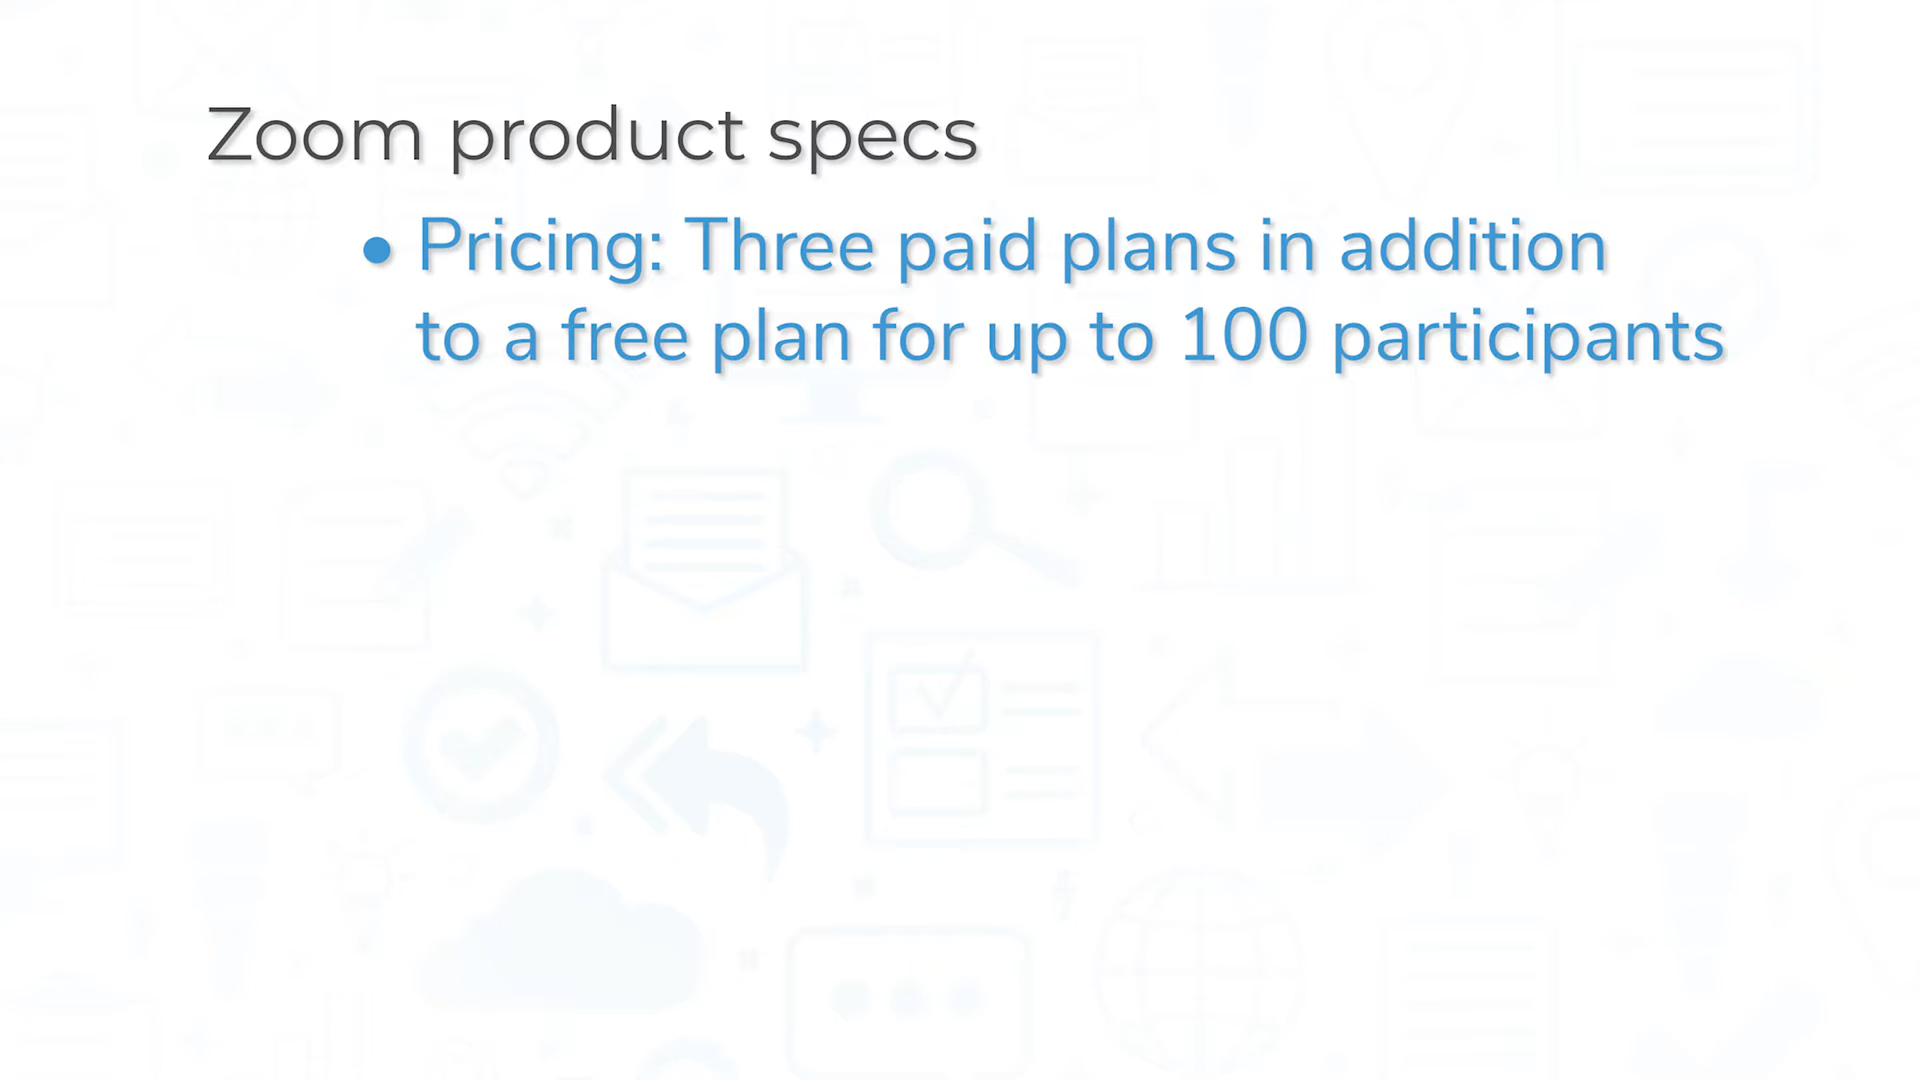 Zoom product specs
• Pricing: Three paid plans in addition
to a free plan for up to 100 participants